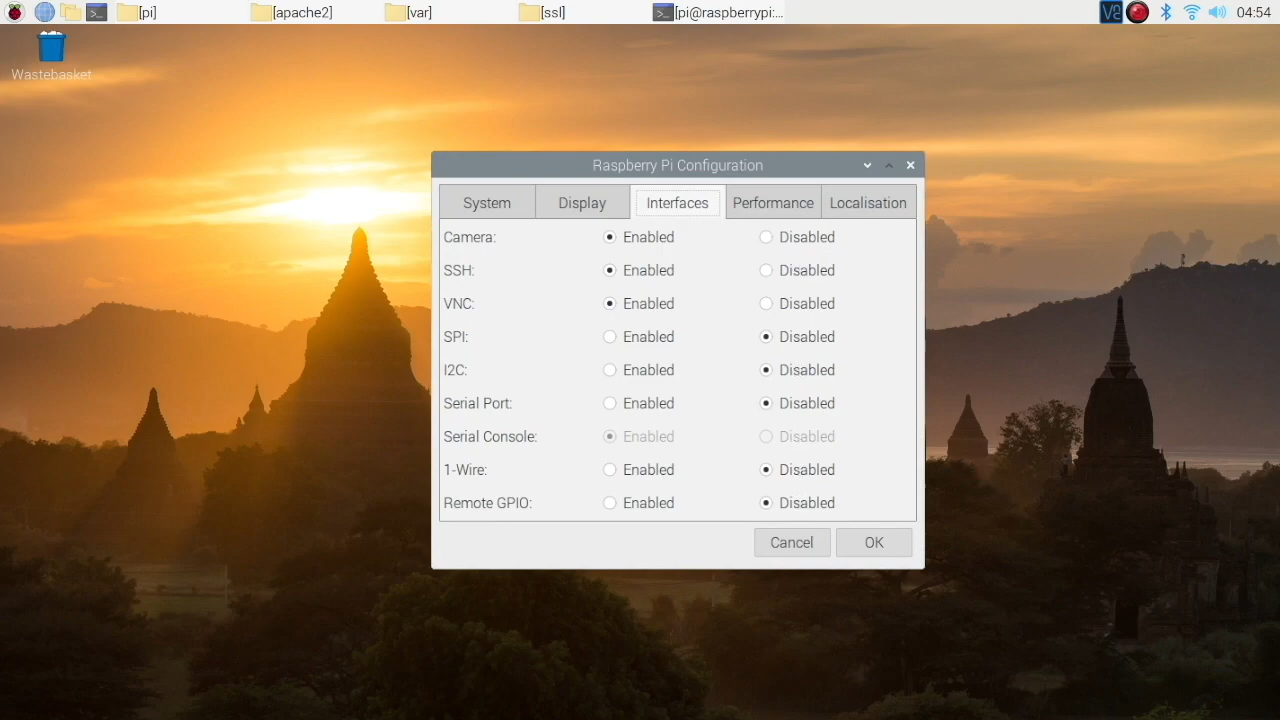 [pi] [apache2] [var] [ssl] [pi@raspberrypi:... 04:54
Wastebasket
Raspberry Pi Configuration
System Display Interfaces Performance Localisation
Camera: Enabled Disabled
SSH: Enabled Disabled
VNC: Enabled Disabled
SPI: Enabled Disabled
I2C: Enabled Disabled
Serial Port: Enabled Disabled
Serial Console: Enabled Disabled
1-Wire: Enabled Disabled
Remote GPIO: Enabled Disabled
Cancel OK